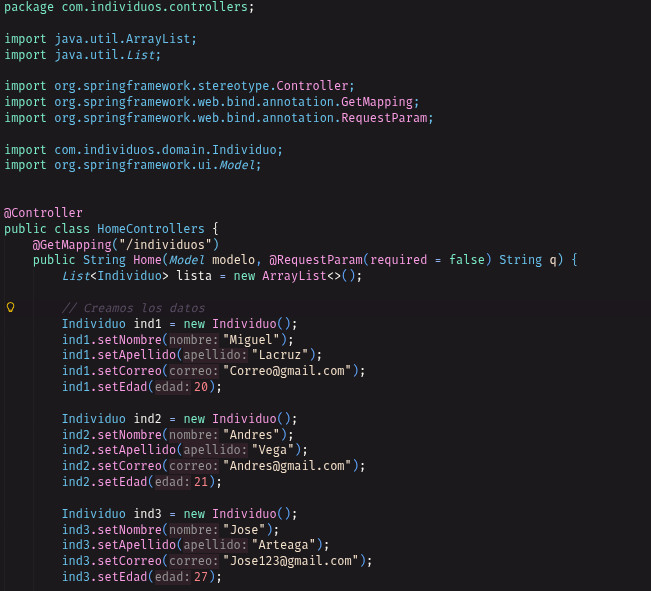 package com.individuos.controllers;
import java.util.ArrayList;
import java.util.List;
import org.springframework.stereotype.Controller;
import org.springframework.web.bind.annotation.GetMapping;
import org.springframework.web.bind.annotation.RequestParam;
import com.individuos.domain.Individuo;
import org.springframework.ui.Model;
@Controller
public class HomeControllers {
@GetMapping("/individuos")
public String Home(Model modelo, @RequestParam(required = false) String q) {
List<Individuo> lista = new ArrayList<>();
// Creamos los datos
Individuo ind1 = new Individuo();
ind1.setNombre(nombre: "Miguel");
ind1.setApellido(apellido: "Lacruz");
ind1.setCorreo(correo: "Correo@gmail.com");
ind1.setEdad(edad: 20);
Individuo ind2 = new Individuo();
ind2.setNombre(nombre: "Andres");
ind2.setApellido(apellido: "Vega");
ind2.setCorreo(correo: "Andres@gmail.com");
ind2.setEdad(edad: 21);
Individuo ind3 = new Individuo();
ind3.setNombre(nombre: "Jose");
ind3.setApellido(apellido: "Arteaga");
ind3.setCorreo(correo: "Jose123@gmail.com");
ind3.setEdad(edad: 27);